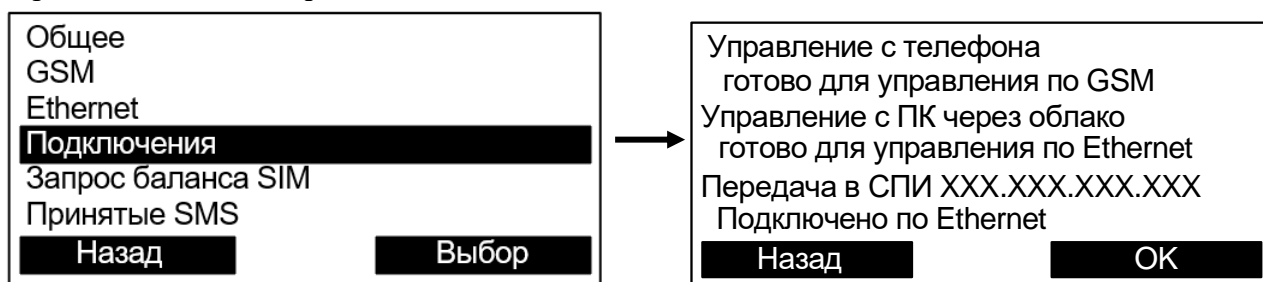 Общее
GSM
Ethernet
Подключения
Запрос баланса SIM
Принятые SMS
Назад Выбор
Управление с телефона
готово для управления по GSM
Управление с ПК через облако
готово для управления по Ethernet
Передача в СПИ XXX.XXX.XXX.XXX
Подключено по Ethernet
Назад OK